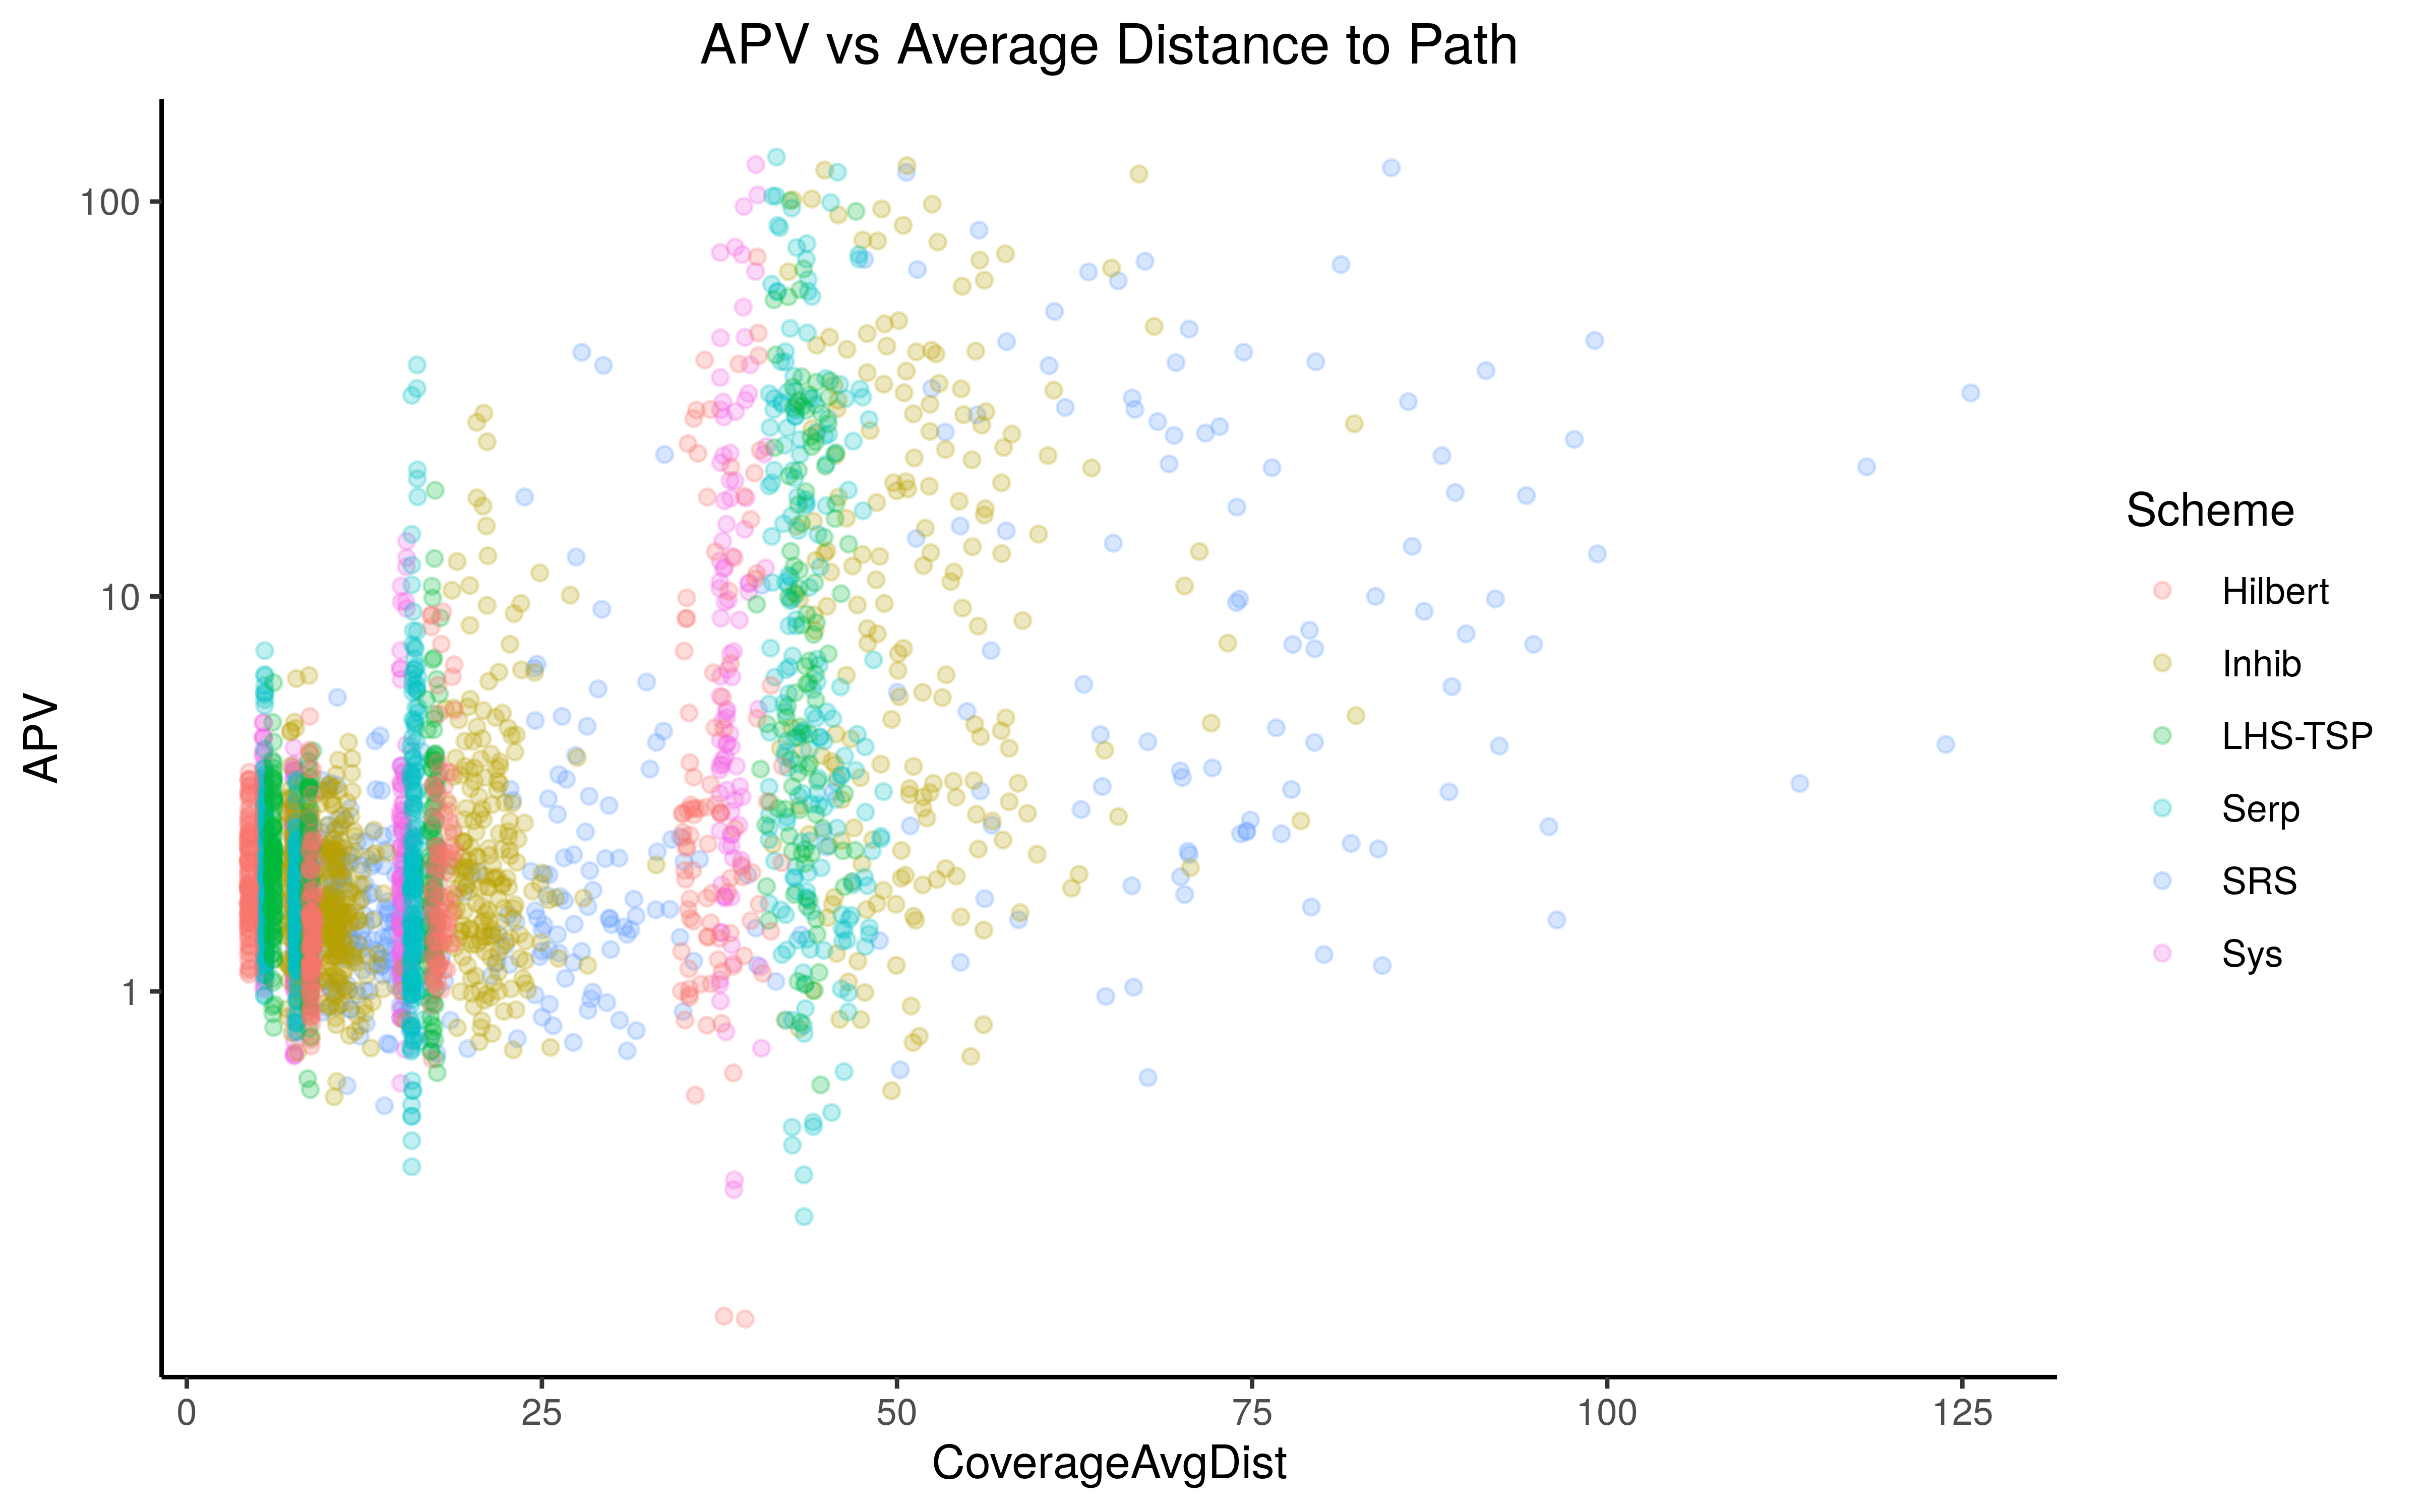 APV vs Average Distance to Path
APV
100
10
1
0 25 50 75 100 125
CoverageAvgDist
Scheme
Hilbert
Inhib
LHS-TSP
Serp
SRS
Sys